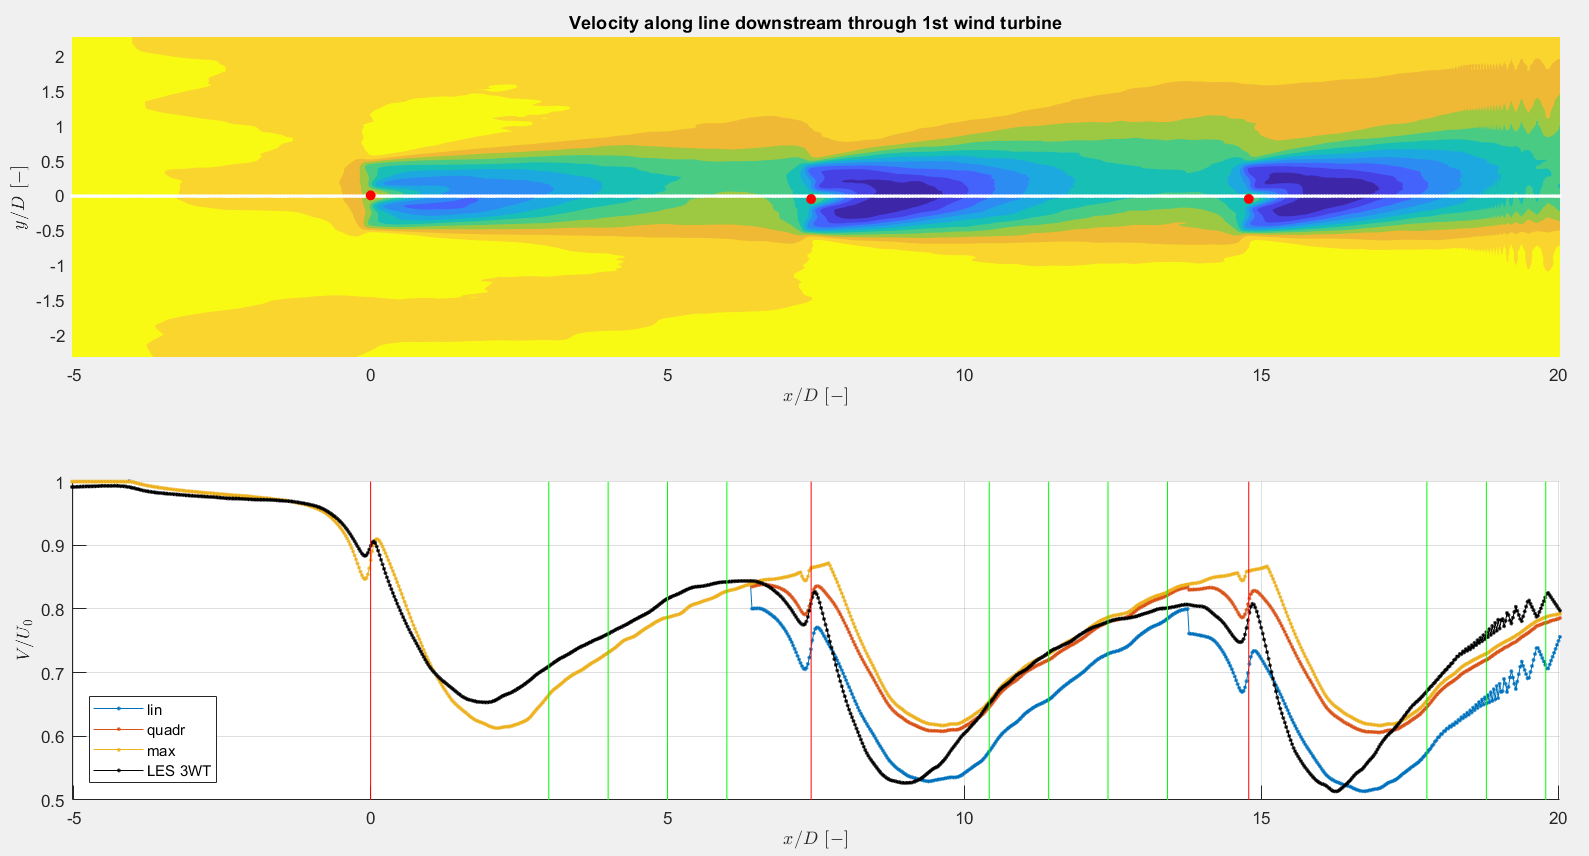 Velocity along line downstream through 1st wind turbine
2
1.5
1
0.5
0
-0.5
-1
-1.5
-2
y/D [−]
-5 0 5 10 15 20
x/D [−]
1
0.9
0.8
0.7
0.6
0.5
V/U₀
lin
quadr
max
LES 3WT
-5 0 5 10 15 20
x/D [−]